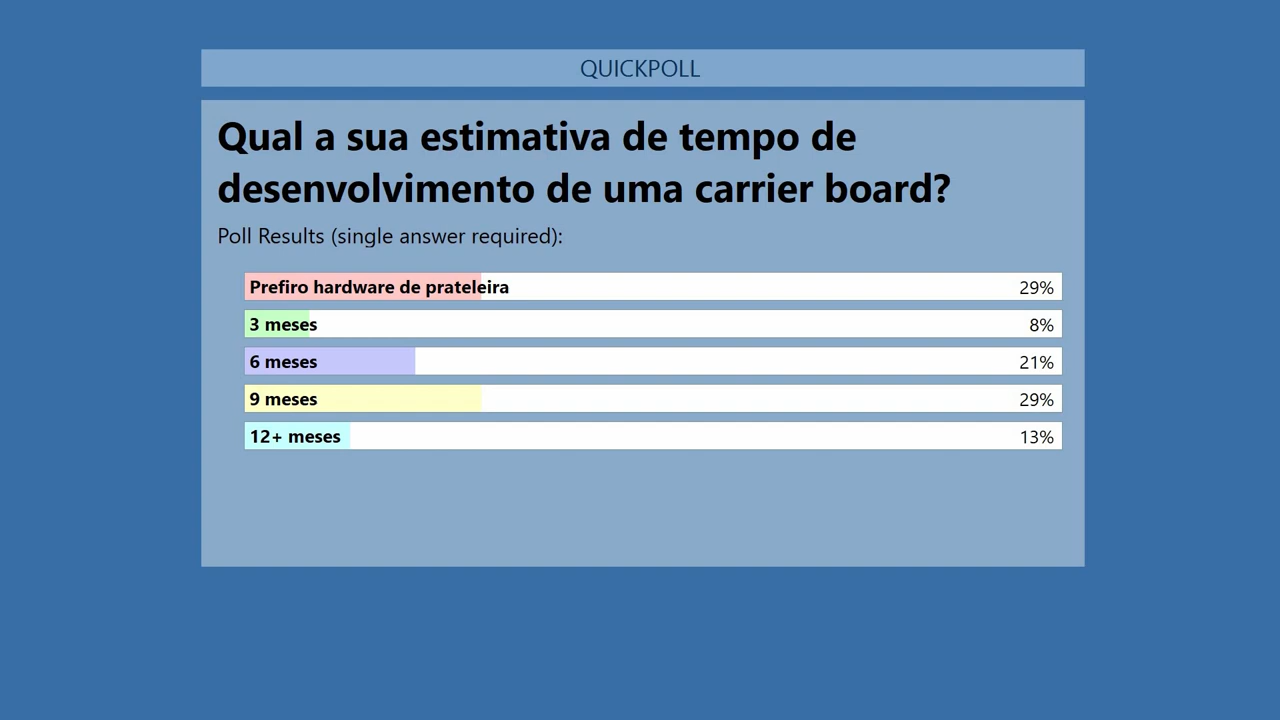 QUICKPOLL
Qual a sua estimativa de tempo de
desenvolvimento de uma carrier board?
Poll Results (single answer required):
Prefiro hardware de prateleira 29%
3 meses 8%
6 meses 21%
9 meses 29%
12+ meses 13%